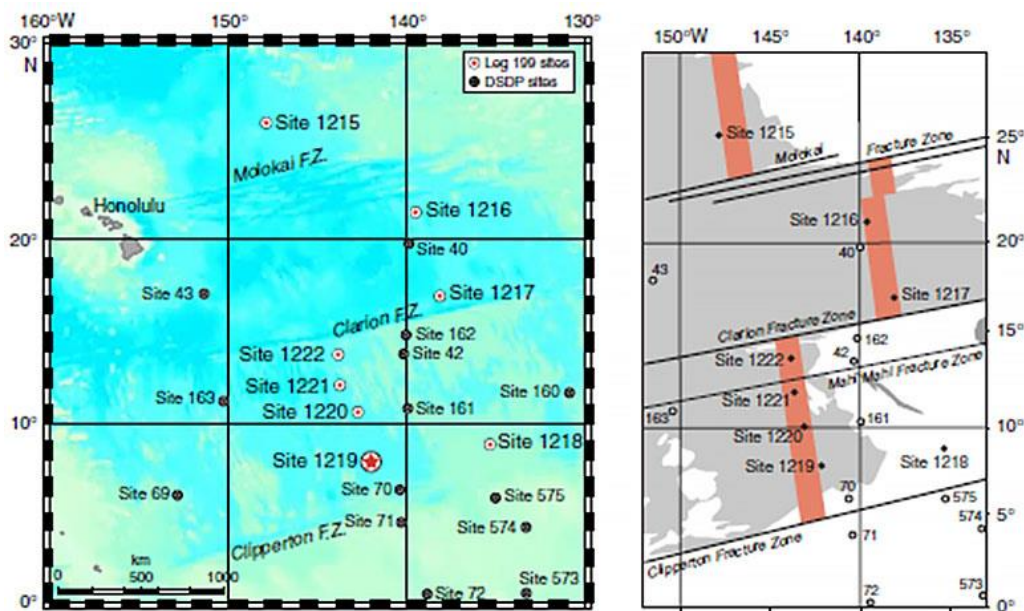 160°W
150°
140°
130°
30°
N
Leg 199 sites
DSDP sites
Site 1215
Molokai F.Z.
Honolulu
Site 1216
20°
Site 40
Site 43
Site 1217
Clarion F.Z.
Site 162
Site 1222
Site 42
Site 1221
Site 160
Site 163
Site 1220
Site 161
10°
Site 1218
Site 1219
Site 70
Site 69
Site 575
Site 71
Site 574
Clipperton F.Z.
km
0 500 1000
Site 573
Site 72
0°
150°W
145°
140°
135°
Site 1215
Molokai Fracture Zone
25°
N
Site 1216
20°
40
43
Site 1217
Clarion Fracture Zone
15°
162
Site 1222
42
Mahi Mahi Fracture Zone
Site 1221
163
161
10°
Site 1220
Site 1218
Site 1219
70
575
5°
574
71
Clipperton Fracture Zone
72
573
0°